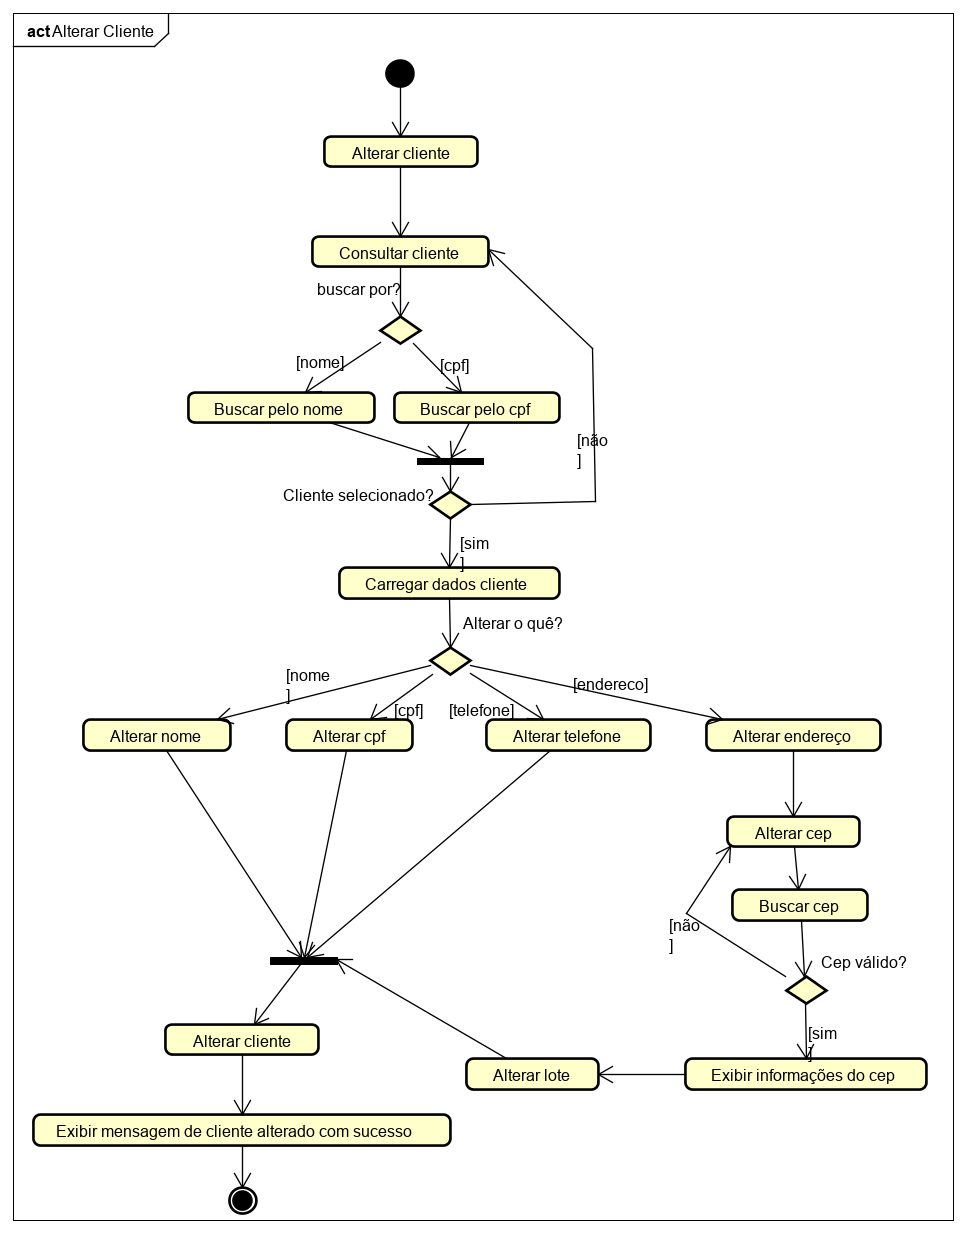 act Alterar Cliente
Alterar cliente
Consultar cliente
buscar por?
[nome]
[cpf]
Buscar pelo nome
Buscar pelo cpf
[não
]
Cliente selecionado?
[sim
]
Carregar dados cliente
Alterar o quê?
[nome
]
[cpf]
[telefone]
[endereco]
Alterar nome
Alterar cpf
Alterar telefone
Alterar endereço
Alterar cep
Buscar cep
[não
]
Cep válido?
[sim
]
Alterar cliente
Alterar lote
Exibir informações do cep
Exibir mensagem de cliente alterado com sucesso